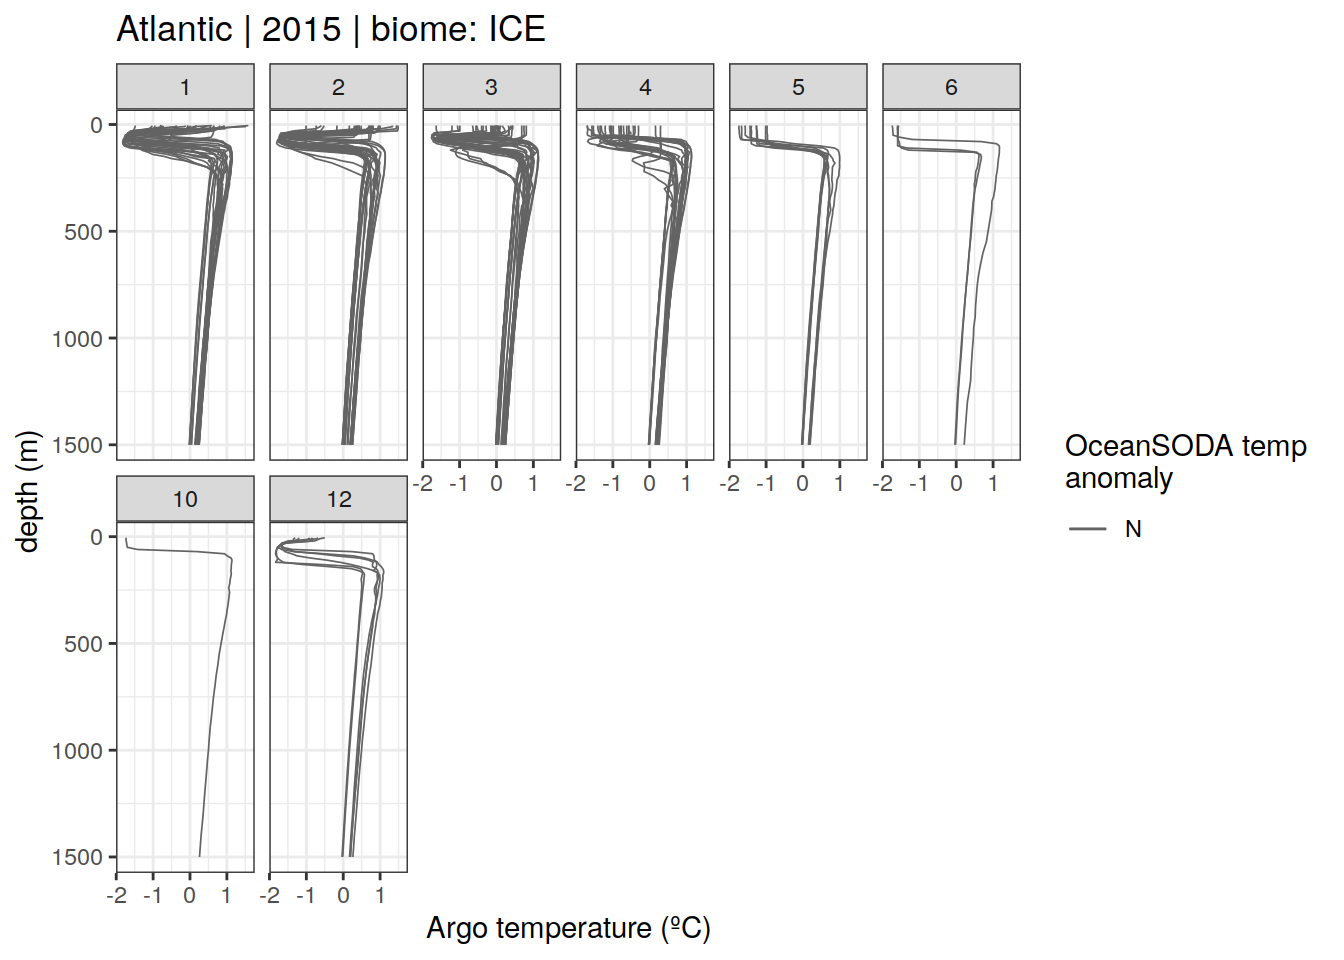 Atlantic | 2015 | biome: ICE
1 2 3 4 5 6
0
500
1000
1500
-2 -1 0 1 -2 -1 0 1 -2 -1 0 1 -2 -1 0 1
10 12
0
500
1000
1500
-2 -1 0 1 -2 -1 0 1
depth (m)
Argo temperature (ºC)
OceanSODA temp
anomaly
N